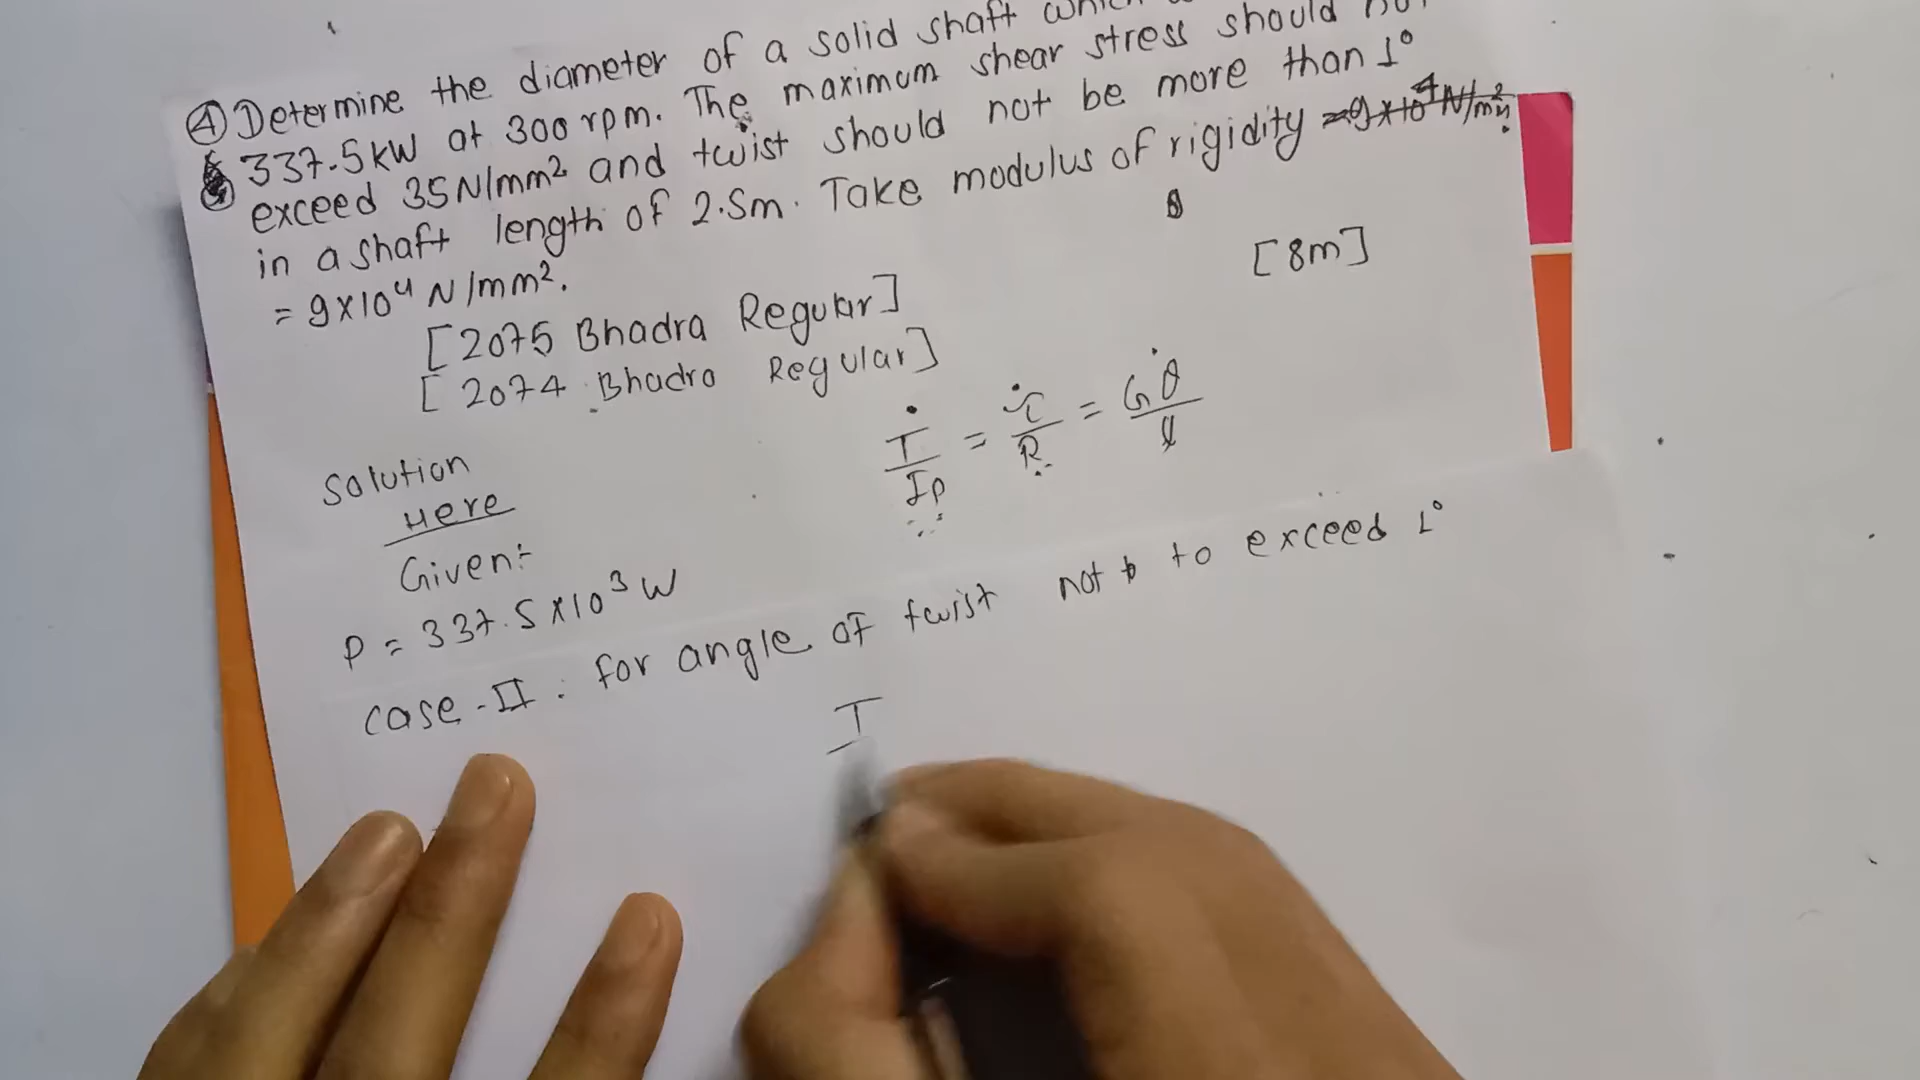 ④ Determine the diameter of a solid shaft which
337.5kW at 300 rpm. The maximum shear stress should not
exceed 35N/mm² and twist should not be more than 1°
in a shaft length of 2.5m. Take modulus of rigidity
= 9×10⁴ N/mm².
[8m]
[2075 Bhadra Regular]
[2074 Bhadra Regular]
Solution
Here
Given:-
T/Ip = τ/R = Gθ/l
P = 337.5×10³ W
case-II : for angle of twist not to exceed 1°
T